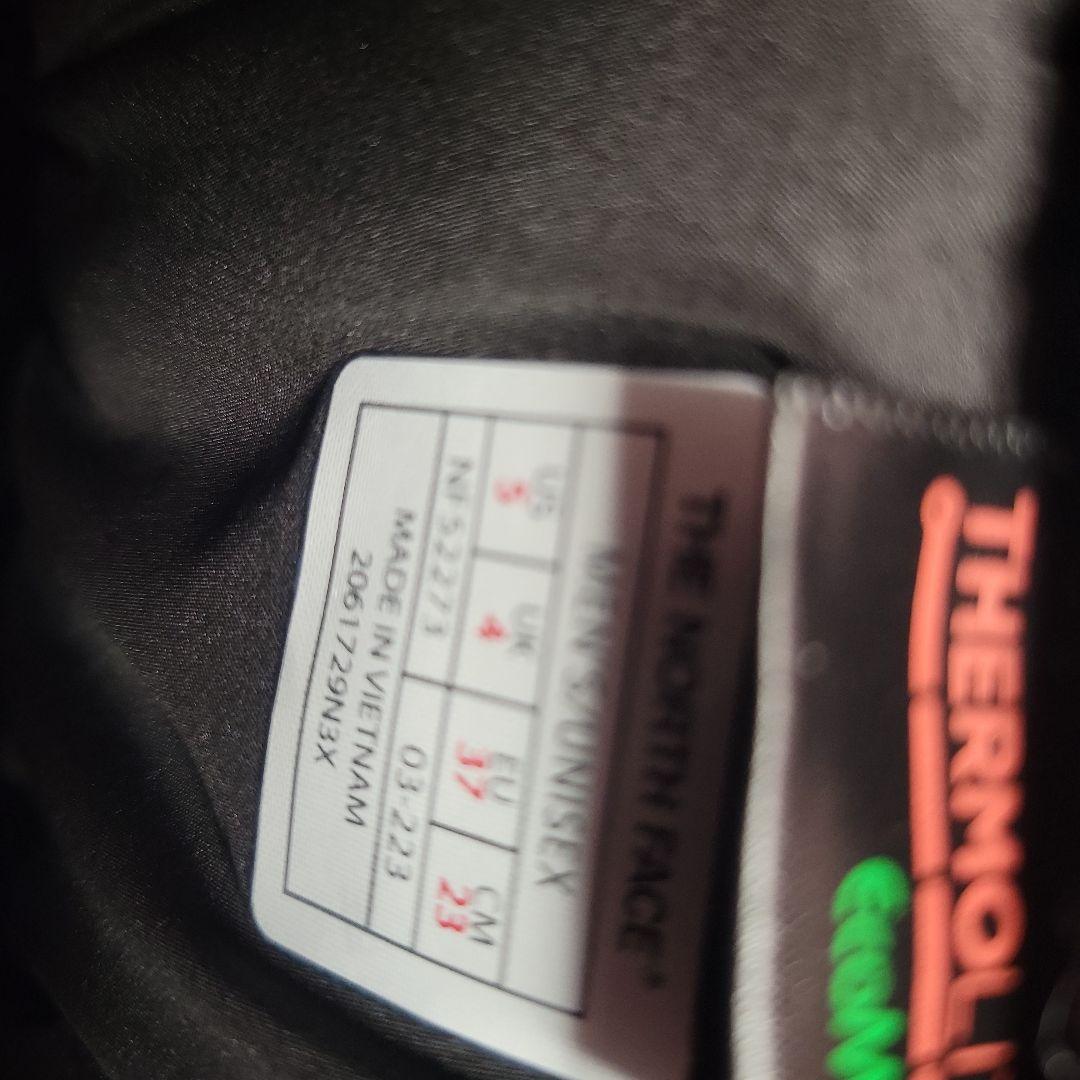 THE NORTH FACE
MEN'S/UNISEX
US UK EU CM
5 4 37 23
NF52273 03-223
MADE IN VIETNAM
2061729N3X